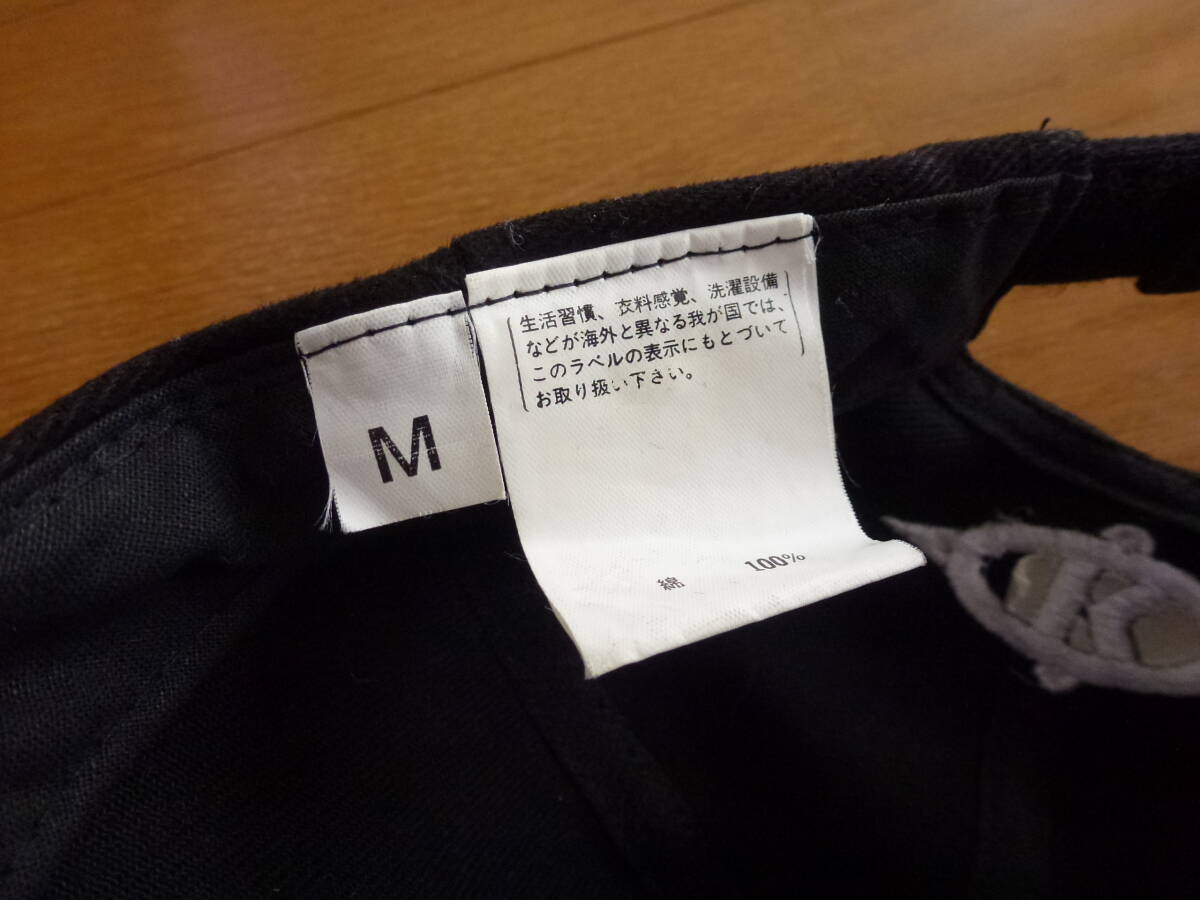 M
生活習慣、衣料感覚、洗濯設備
などが海外と異なる我が国では、
このラベルの表示にもとづいて
お取り扱い下さい。
綿 100%